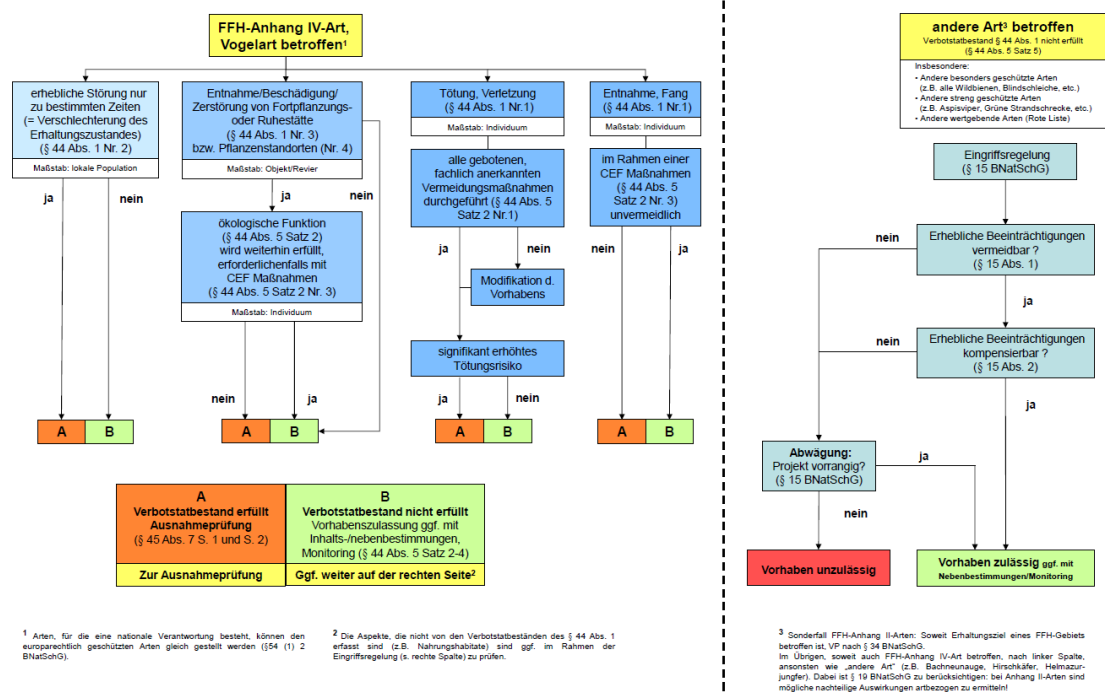 FFH-Anhang IV-Art,
Vogelart betroffen¹
erhebliche Störung nur
zu bestimmten Zeiten
(= Verschlechterung des
Erhaltungszustandes)
(§ 44 Abs. 1 Nr. 2)
Maßstab: lokale Population
ja
nein
Entnahme/Beschädigung/
Zerstörung von Fortpflanzungs-
oder Ruhestätte
(§ 44 Abs. 1 Nr. 3)
bzw. Pflanzenstandorten (Nr. 4)
Maßstab: Objekt/Revier
ja
nein
ökologische Funktion
(§ 44 Abs. 5 Satz 2)
wird weiterhin erfüllt,
erforderlichenfalls mit
CEF Maßnahmen
(§ 44 Abs. 5 Satz 2 Nr. 3)
Maßstab: Individuum
nein
ja
Tötung, Verletzung
(§ 44 Abs. 1 Nr.1)
Maßstab: Individuum
alle gebotenen,
fachlich anerkannten
Vermeidungsmaßnahmen
durchgeführt (§ 44 Abs. 5
Satz 2 Nr.1)
ja
nein
Modifikation d.
Vorhabens
signifikant erhöhtes
Tötungsrisiko
ja
nein
Entnahme, Fang
(§ 44 Abs. 1 Nr.1)
Maßstab: Individuum
im Rahmen einer
CEF Maßnahmen
(§ 44 Abs. 5
Satz 2 Nr. 3)
unvermeidlich
nein
ja
A B
A B
A B
A B
A
Verbotstatbestand erfüllt
Ausnahmeprüfung
(§ 45 Abs. 7 S. 1 und S. 2)
Zur Ausnahmeprüfung
B
Verbotstatbestand nicht erfüllt
Vorhabenszulassung ggf. mit
Inhalts-/nebenbestimmungen,
Monitoring (§ 44 Abs. 5 Satz 2-4)
Ggf. weiter auf der rechten Seite²
¹ Arten, für die eine nationale Verantwortung besteht, können den
europarechtlich geschützten Arten gleich gestellt werden (§54 (1) 2
BNatSchG).
² Die Aspekte, die nicht von den Verbotstatbeständen des § 44 Abs. 1
erfasst sind (z.B. Nahrungshabitate) sind ggf. im Rahmen der
Eingriffsregelung (s. rechte Spalte) zu prüfen.
andere Art³ betroffen
Verbotstatbestand § 44 Abs. 1 nicht erfüllt
(§ 44 Abs. 5 Satz 5)
Insbesondere:
• Andere besonders geschützte Arten
(z.B. alle Wildbienen, Blindschleiche, etc.)
• Andere streng geschützte Arten
(z.B. Aspisviper, Grüne Strandschrecke, etc.)
• Andere wertgebende Arten (Rote Liste)
Eingriffsregelung
(§ 15 BNatSchG)
Erhebliche Beeinträchtigungen
vermeidbar ?
(§ 15 Abs. 1)
nein
ja
Erhebliche Beeinträchtigungen
kompensierbar ?
(§ 15 Abs. 2)
nein
ja
Abwägung:
Projekt vorrangig?
(§ 15 BNatSchG)
ja
nein
Vorhaben unzulässig
Vorhaben zulässig ggf. mit
Nebenbestimmungen/Monitoring
³ Sonderfall FFH-Anhang II-Arten: Soweit Erhaltungsziel eines FFH-Gebiets
betroffen ist, VP nach § 34 BNatSchG.
Im Übrigen, soweit auch FFH-Anhang IV-Art betroffen, nach linker Spalte,
ansonsten wie „andere Art“ (z.B. Bachneunauge, Hirschkäfer, Helmazur-
jungfer). Dabei ist § 19 BNatSchG zu berücksichtigen: bei Anhang II-Arten sind
mögliche nachteilige Auswirkungen artbezogen zu ermitteln!